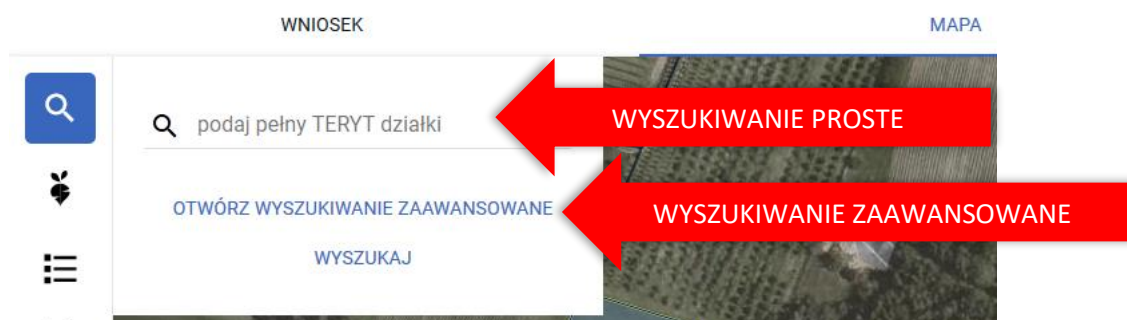 WNIOSEK
MAPA
podaj pełny TERYT działki
WYSZUKIWANIE PROSTE
OTWÓRZ WYSZUKIWANIE ZAAWANSOWANE
WYSZUKIWANIE ZAAWANSOWANE
WYSZUKAJ